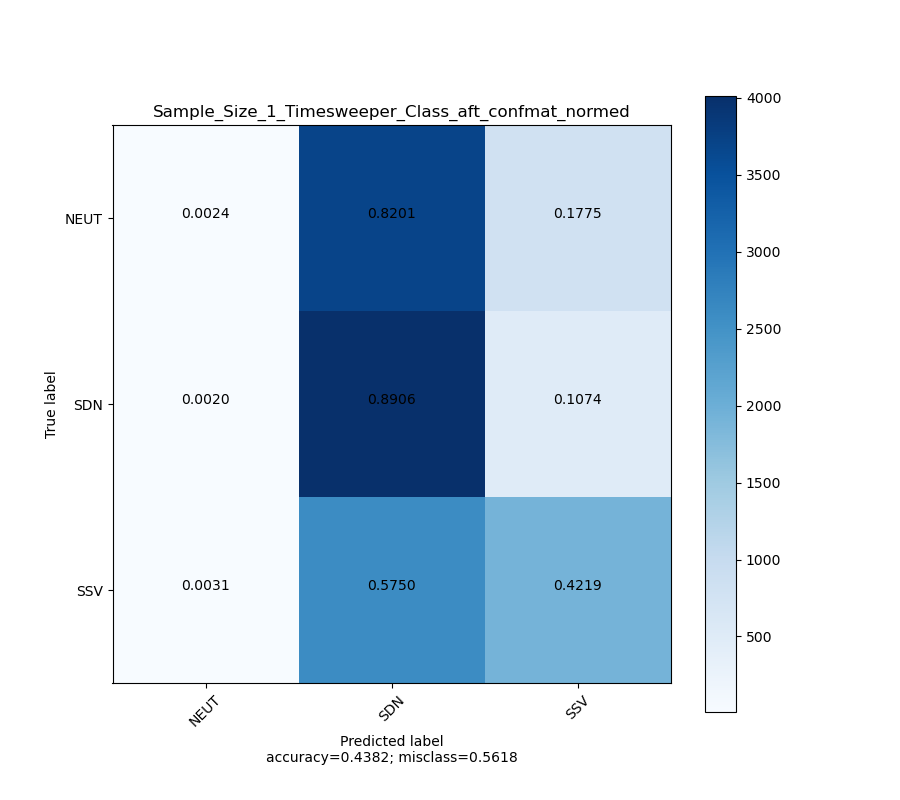 Sample_Size_1_Timesweeper_Class_aft_confmat_normed
NEUT
0.0024
0.8201
0.1775
SDN
0.0020
0.8906
0.1074
SSV
0.0031
0.5750
0.4219
True label
NEUT
SDN
SSV
Predicted label
accuracy=0.4382; misclass=0.5618
4000
3500
3000
2500
2000
1500
1000
500